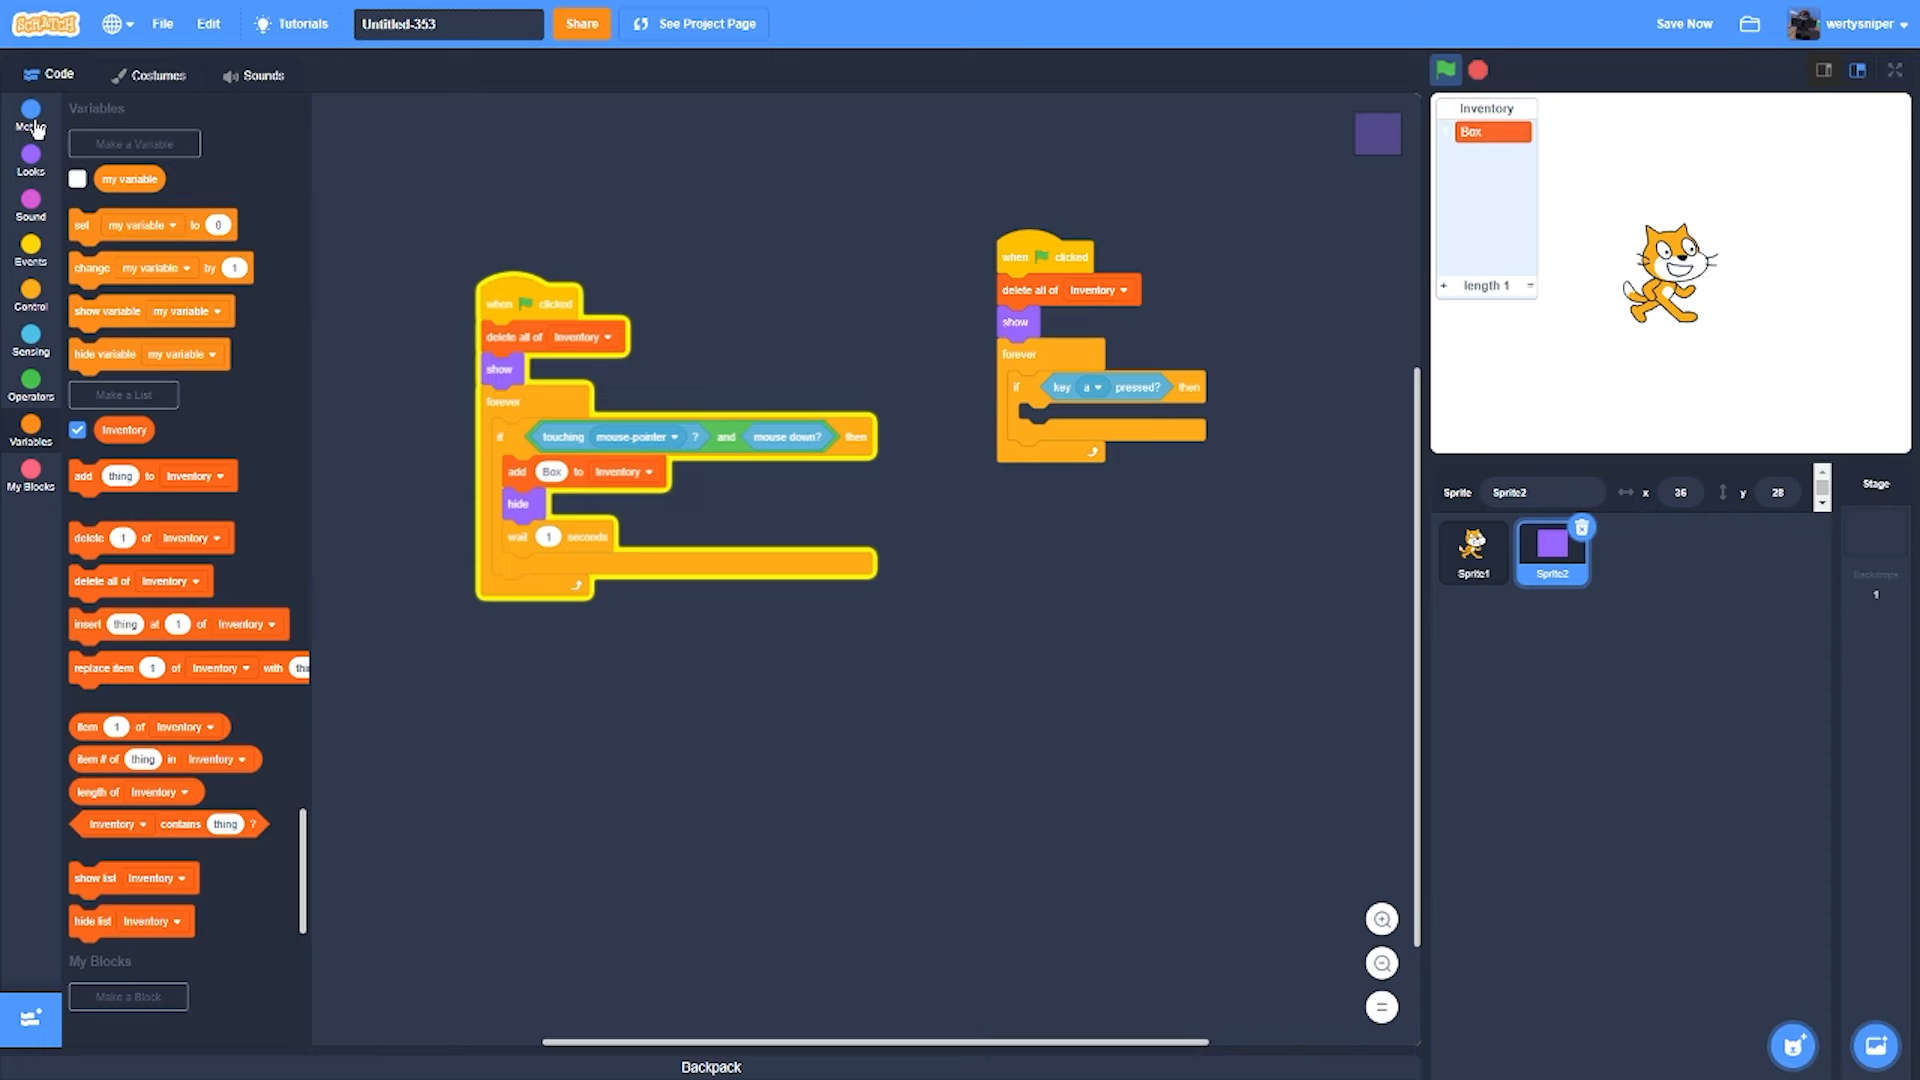 SCRATCH
File
Edit
Tutorials
Untitled-353
Share
See Project Page
Save Now
wertysniper
Code
Costumes
Sounds
Looks
Sound
Events
Control
Sensing
Operators
Variables
My Blocks
Variables
Make a Variable
my variable
set my variable to 0
change my variable by 1
show variable my variable
hide variable my variable
Make a List
Inventory
add thing to Inventory
delete 1 of Inventory
delete all of Inventory
insert thing at 1 of Inventory
replace item 1 of Inventory with
item 1 of Inventory
item # of thing in Inventory
length of Inventory
Inventory contains thing ?
show list Inventory
hide list Inventory
My Blocks
Make a Block
when clicked
delete all of Inventory
show
forever
if touching mouse-pointer ? and mouse down? then
add Box to Inventory
hide
wait 1 seconds
when clicked
delete all of Inventory
show
forever
if key a pressed? then
Inventory
1 Box
+ length 1 =
Sprite Sprite2 x 36 y 28
Sprite1
Sprite2
Stage
Backdrops
1
Backpack